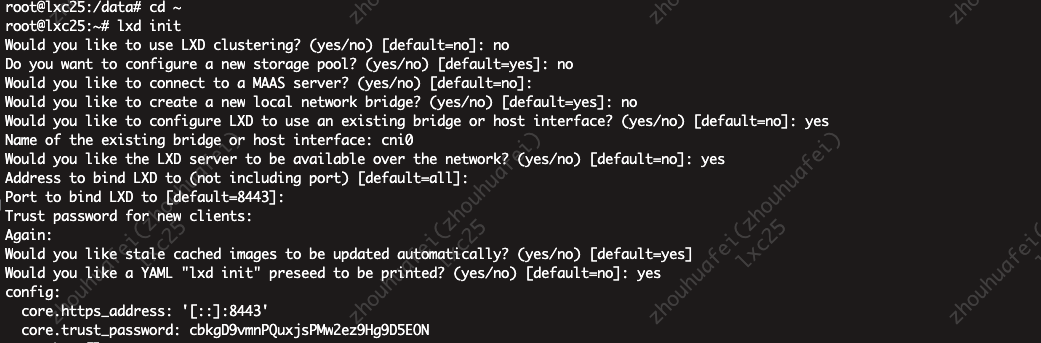 root@lxc25:/data# cd ~
root@lxc25:~# lxd init
Would you like to use LXD clustering? (yes/no) [default=no]: no
Do you want to configure a new storage pool? (yes/no) [default=yes]: no
Would you like to connect to a MAAS server? (yes/no) [default=no]:
Would you like to create a new local network bridge? (yes/no) [default=yes]: no
Would you like to configure LXD to use an existing bridge or host interface? (yes/no) [default=no]: yes
Name of the existing bridge or host interface: cni0
Would you like the LXD server to be available over the network? (yes/no) [default=no]: yes
Address to bind LXD to (not including port) [default=all]:
Port to bind LXD to [default=8443]:
Trust password for new clients:
Again:
Would you like stale cached images to be updated automatically? (yes/no) [default=yes]
Would you like a YAML "lxd init" preseed to be printed? (yes/no) [default=no]: yes
config:
core.https_address: '[::]:8443'
core.trust_password: cbkgD9vmnPQuxjsPMw2ez9Hg9D5EON
zhouhuafei(zhouhuafei)
lxc25
zhouhuafei(zhouhuafei)
lxc25